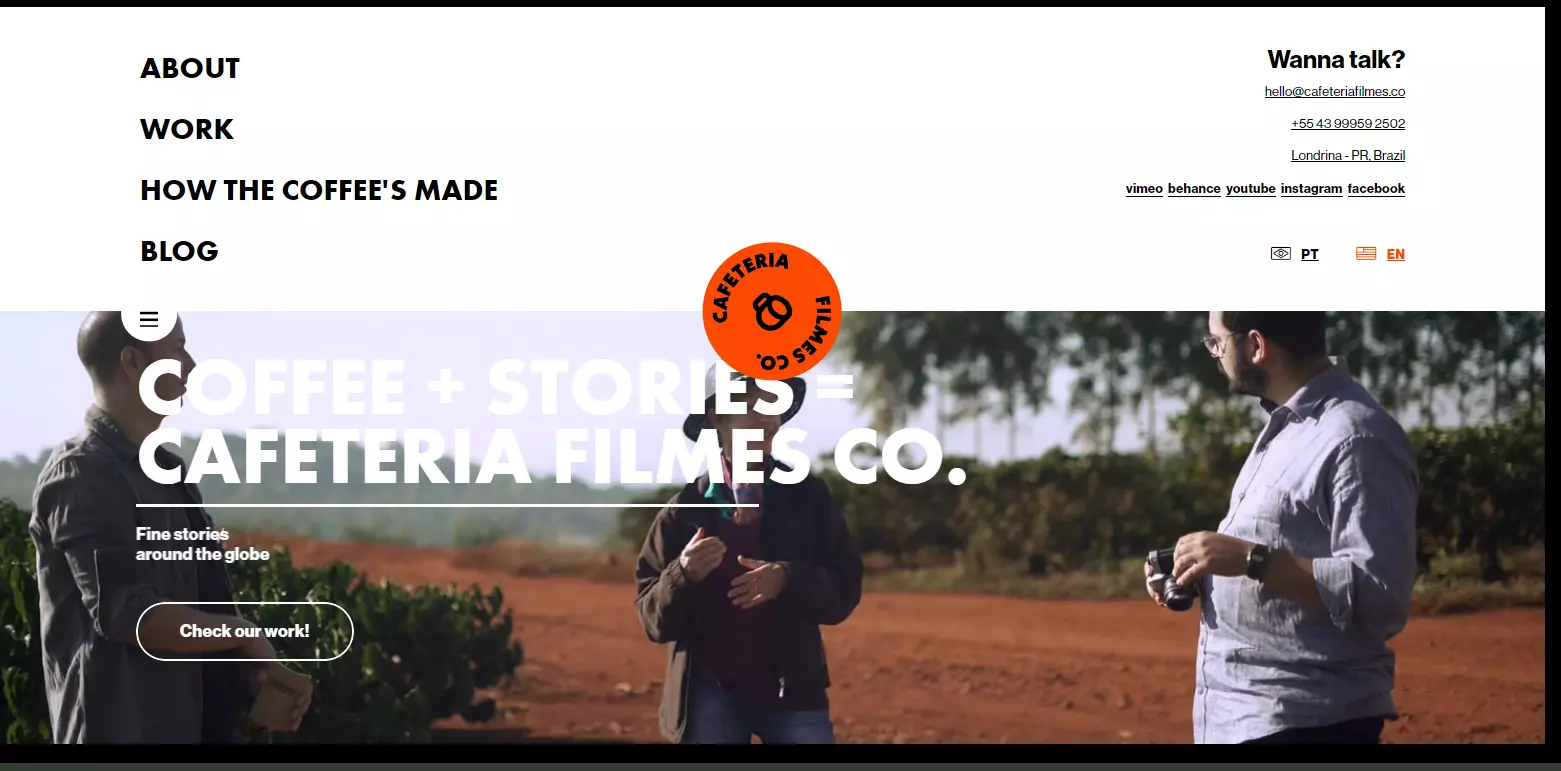 ABOUT
WORK
HOW THE COFFEE'S MADE
BLOG
Wanna talk?
hello@cafeteriafilmes.co
+55 43 99959 2502
Londrina - PR, Brazil
vimeo behance youtube instagram facebook
PT EN
CAFETERIA FILMES CO.
COFFEE + STORIES =
CAFETERIA FILMES CO.
Fine stories
around the globe
Check our work!